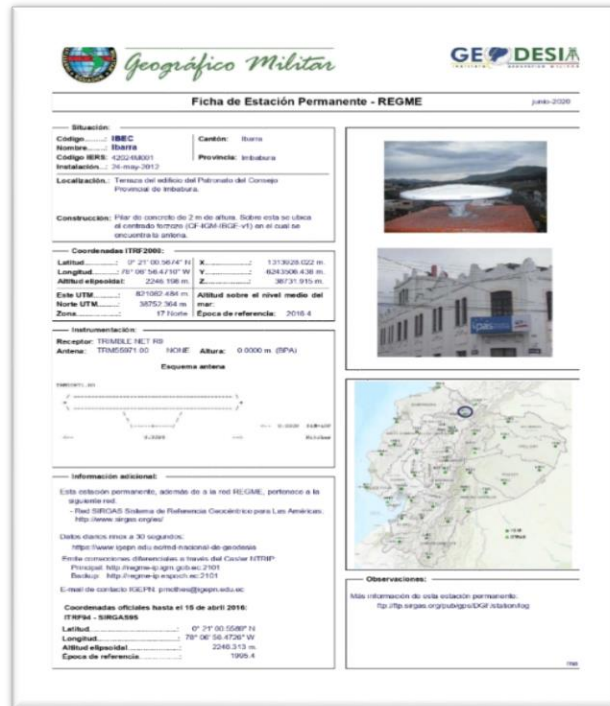 Geográfico Militar
GEODESIA
Ficha de Estación Permanente - REGME
junio-2020
Situación:
Código........: IBEC
Nombre.......: Ibarra
Código IERS: 42024M001
Instalación...: 24-may-2012
Cantón: Ibarra
Provincia: Imbabura
Localización.: Terraza del edificio del Patronato del Consejo
Provincial de Imbabura.
Construcción: Pilar de concreto de 2 m de altura. Sobre esta se ubica
el centrado forzozo (CF-IGM-IBGE-v1) en el cual se
encuentra la antena.
Coordenadas ITRF2008:
Latitud
Longitud
Altitud elipsoidal: 2246.198 m.
X
Y
Z
1313928.022 m.
6243506.438 m.
38731.915 m.
0° 21' 00.5674" N
78° 06' 56.4710" W
Este UTM
Norte UTM
Zona
821082.484 m.
38752.364 m.
17 Norte
Altitud sobre el nivel medio del
mar:
Época de referencia: 2016.4
Instrumentación:
Receptor: TRIMBLE NET R9
Antena: TRM55971.00 NONE Altura: 0.0000 m. (BPA)
Esquema antena
TRM55971.00
Información adicional:
Esta estación permanente, además de a la red REGME, pertenece a la
siguiente red.
- Red SIRGAS Sistema de Referencia Geocéntrico para Las Américas:
http://www.sirgas.org/es/
Datos diarios rinex a 30 segundos:
https://www.igepn.edu.ec/red-nacional-de-geodesia
Emite correcciones diferenciales a través del Caster NTRIP:
Principal: http://regme-ip.igm.gob.ec:2101
Backup: http://regme-ip.espoch.ec:2101
E-mail de contacto IGEPN: pmothes@igepn.edu.ec
Coordenadas oficiales hasta el 15 de abril 2016:
ITRF94 - SIRGAS95
Latitud
Longitud
Altitud elipsoidal
Época de referencia
0° 21' 00.5589" N
78° 06' 56.4726" W
2246.313 m.
1995.4
Observaciones:
Más información de esta estación permanente:
ftp://ftp.sirgas.org/pub/gps/DGF/station/log